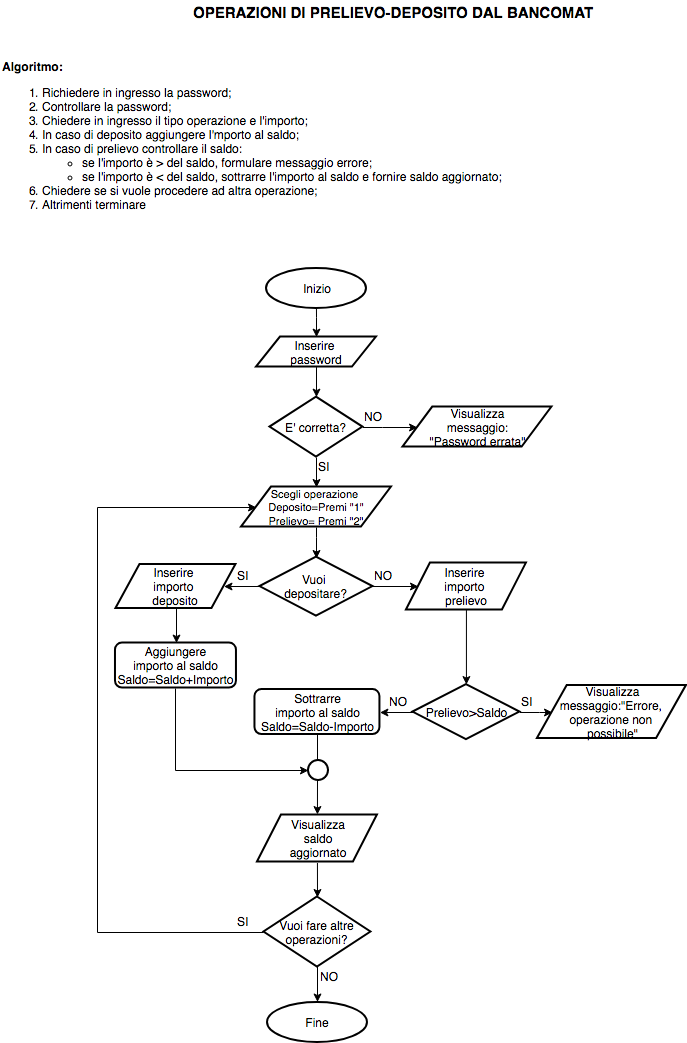 OPERAZIONI DI PRELIEVO-DEPOSITO DAL BANCOMAT
Algoritmo:
1. Richiedere in ingresso la password;
2. Controllare la password;
3. Chiedere in ingresso il tipo operazione e l'importo;
4. In caso di deposito aggiungere l'mporto al saldo;
5. In caso di prelievo controllare il saldo:
se l'importo è > del saldo, formulare messaggio errore;
se l'importo è < del saldo, sottrarre l'importo al saldo e fornire saldo aggiornato;
6. Chiedere se si vuole procedere ad altra operazione;
7. Altrimenti terminare
Inizio
Inserire
password
E' corretta?
NO
Visualizza
messaggio:
"Password errata"
SI
Scegli operazione
Deposito=Premi "1"
Prelievo= Premi "2"
Vuoi
depositare?
SI
NO
Inserire
importo
deposito
Inserire
importo
prelievo
Aggiungere
importo al saldo
Saldo=Saldo+Importo
Sottrarre
importo al saldo
Saldo=Saldo-Importo
NO
Prelievo>Saldo
SI
Visualizza
messaggio:"Errore,
operazione non
possibile"
Visualizza
saldo
aggiornato
SI
Vuoi fare altre
operazioni?
NO
Fine